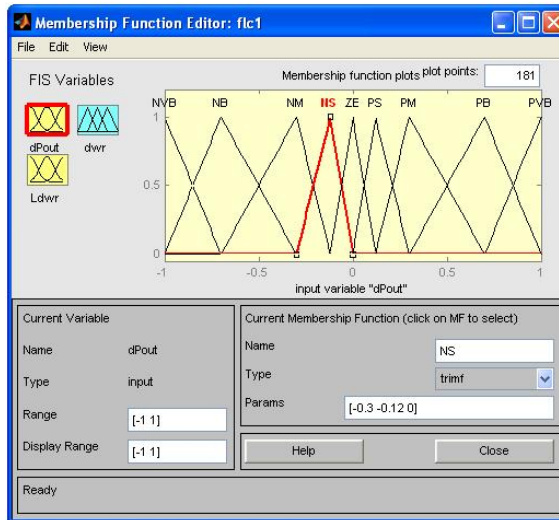 Membership Function Editor: flc1
File Edit View
FIS Variables
dPout
dwr
Ldwr
Membership function plots
plot points:
181
NVB NB NM NS ZE PS PM PB PVB
1
0.5
0
-1 -0.5 0 0.5 1
input variable "dPout"
Current Variable
Name dPout
Type input
Range [-1 1]
Display Range [-1 1]
Current Membership Function (click on MF to select)
Name NS
Type trimf
Params [-0.3 -0.12 0]
Help Close
Ready